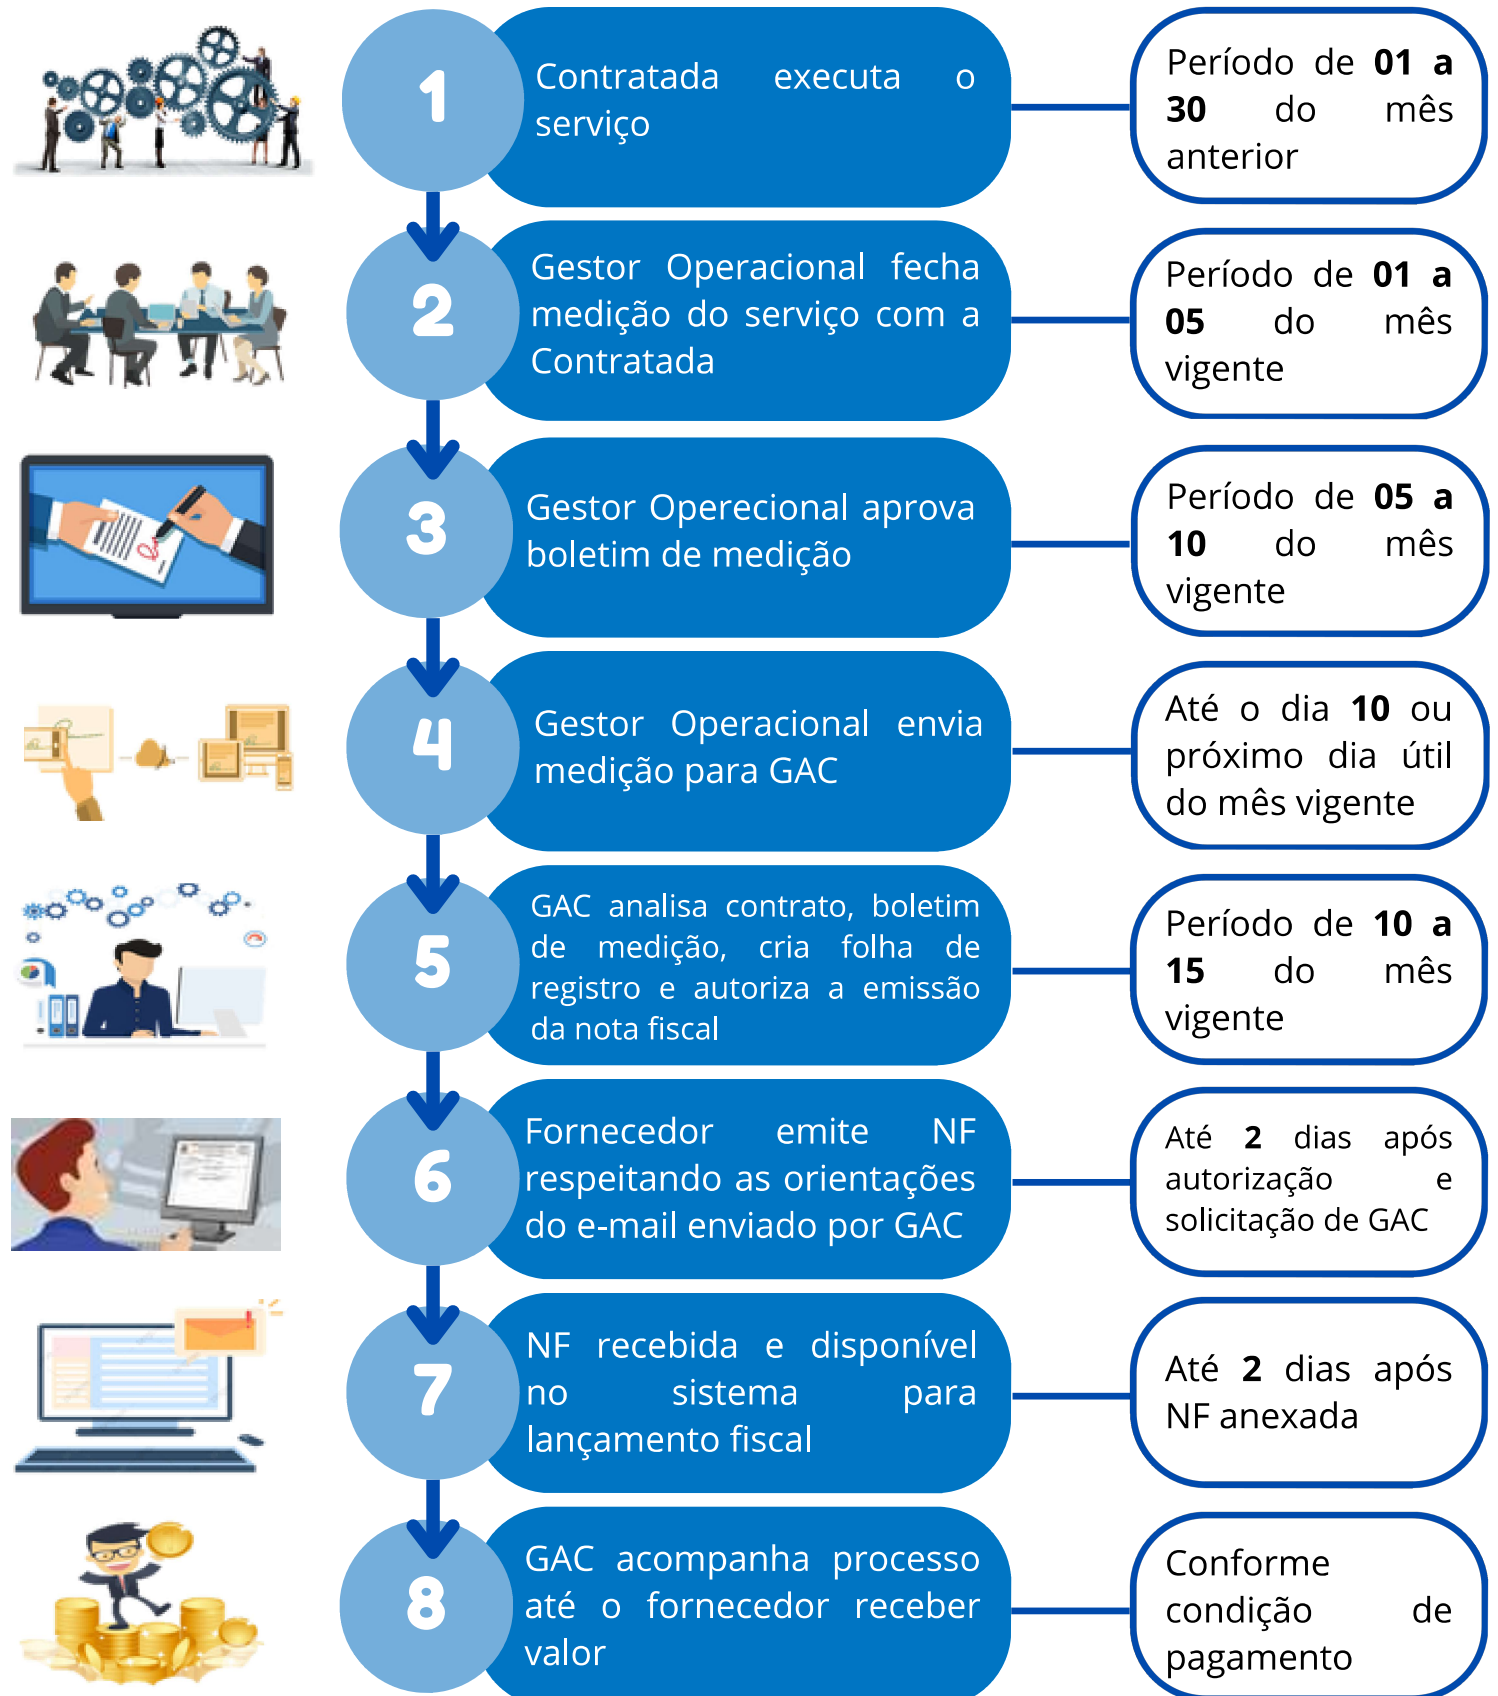 1
Contratada executa o
serviço
Período de 01 a
30 do mês
anterior
2
Gestor Operacional fecha
medição do serviço com a
Contratada
Período de 01 a
05 do mês
vigente
3
Gestor Operecional aprova
boletim de medição
Período de 05 a
10 do mês
vigente
4
Gestor Operacional envia
medição para GAC
Até o dia 10 ou
próximo dia útil
do mês vigente
5
GAC analisa contrato, boletim
de medição, cria folha de
registro e autoriza a emissão
da nota fiscal
Período de 10 a
15 do mês
vigente
6
Fornecedor emite NF
respeitando as orientações
do e-mail enviado por GAC
Até 2 dias após
autorização e
solicitação de GAC
7
NF recebida e disponível
no sistema para
lançamento fiscal
Até 2 dias após
NF anexada
8
GAC acompanha processo
até o fornecedor receber
valor
Conforme
condição de
pagamento